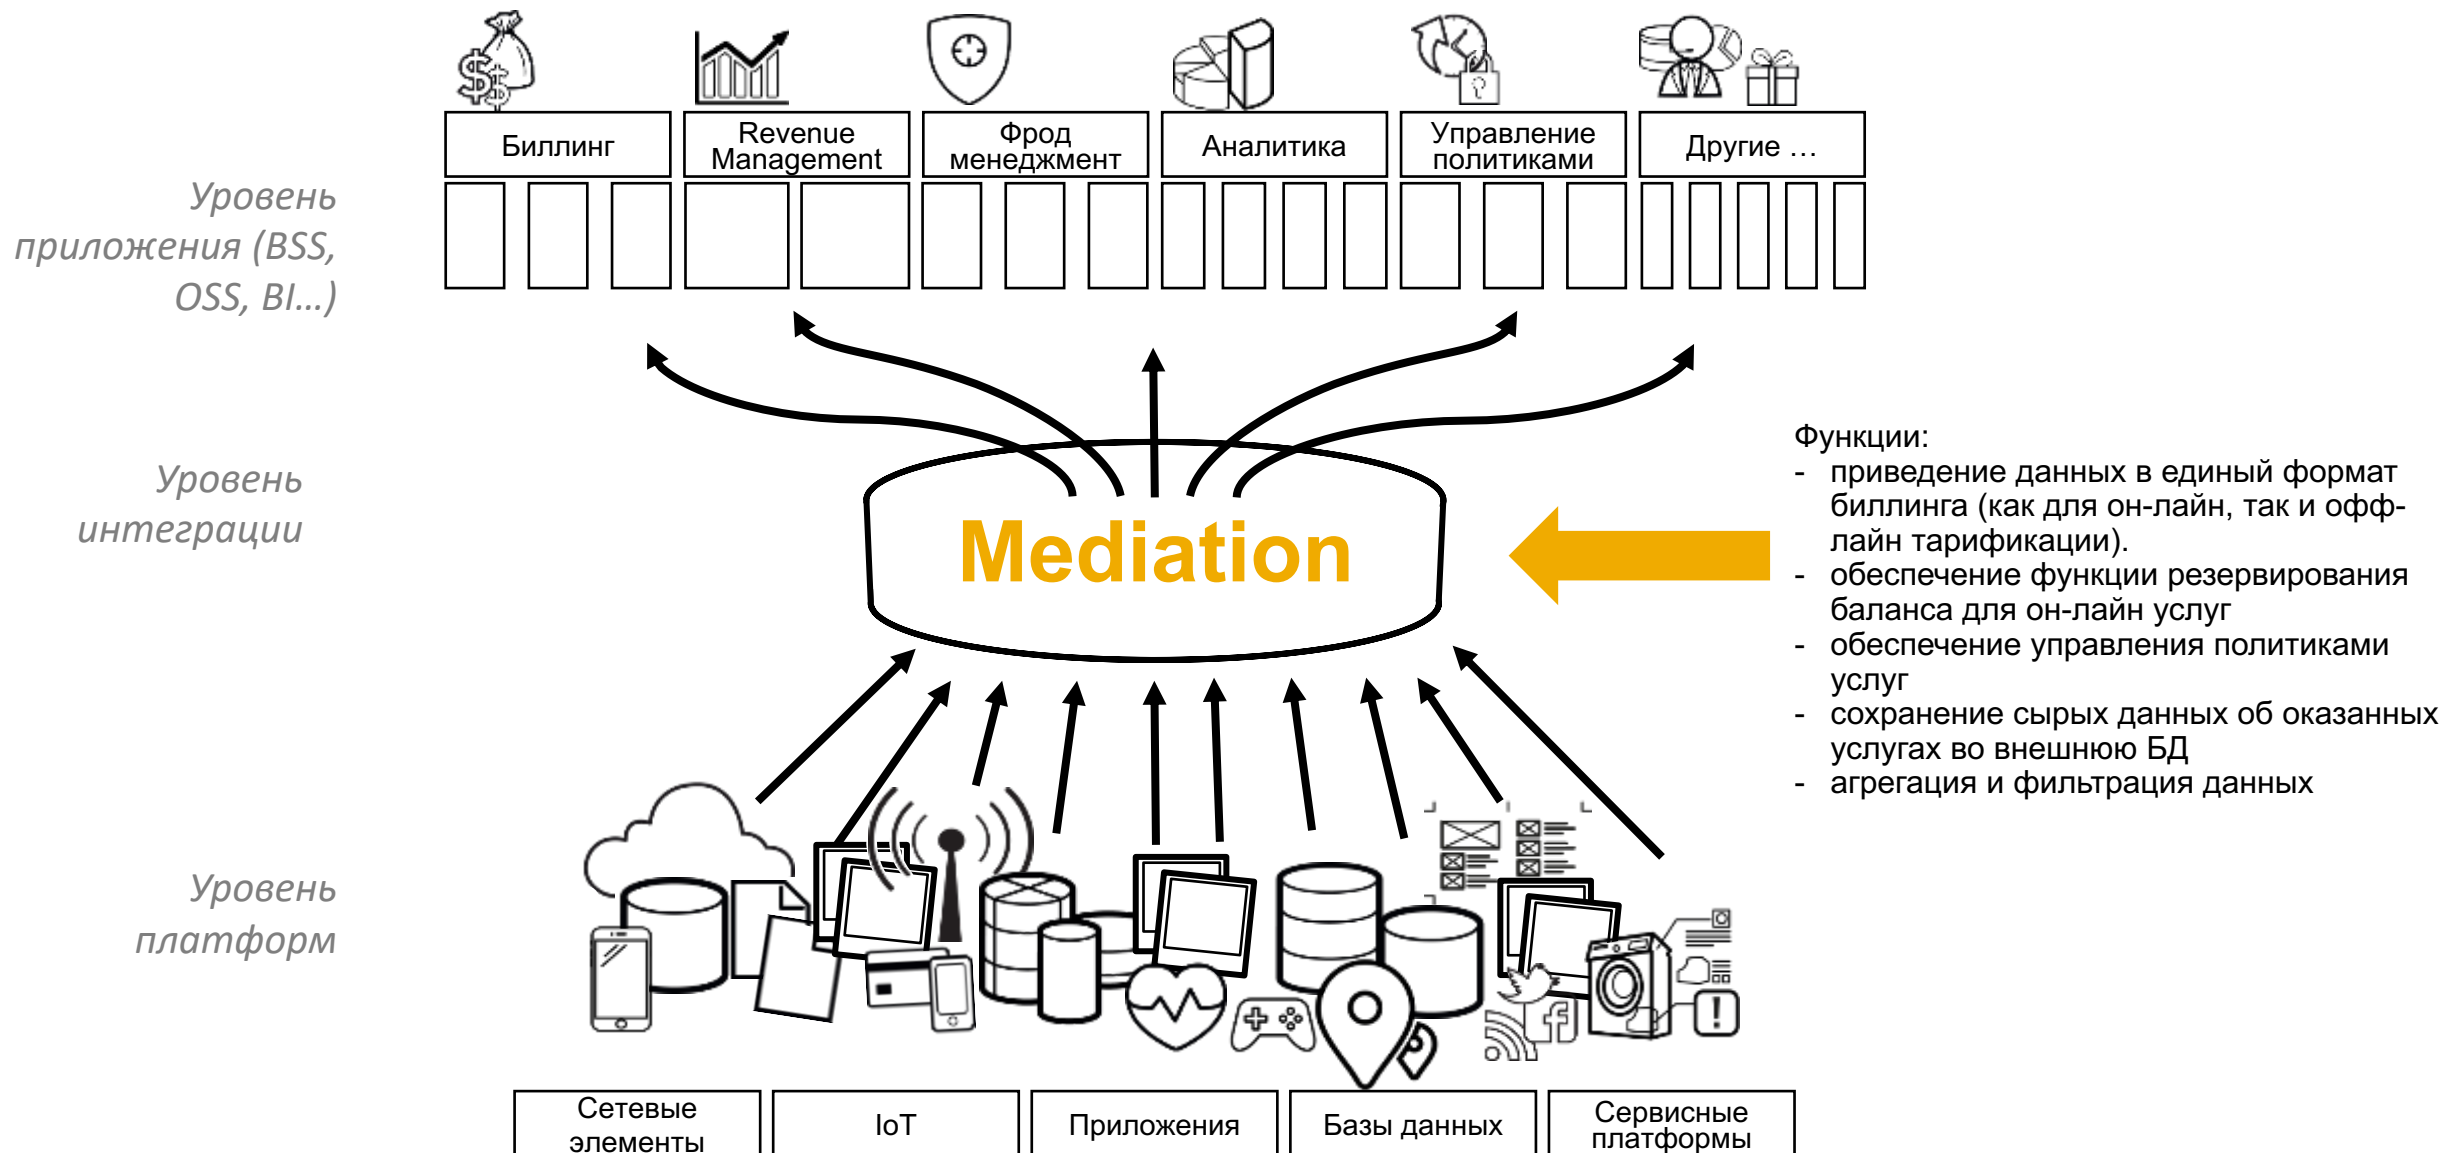 Биллинг
Revenue
Management
Фрод
менеджмент
Аналитика
Управление
политиками
Другие ...
Уровень
приложения (BSS,
OSS, BI...)
Уровень
интеграции
Mediation
Функции:
- приведение данных в единый формат
биллинга (как для он-лайн, так и офф-
лайн тарификации).
- обеспечение функции резервирования
баланса для он-лайн услуг
- обеспечение управления политиками
услуг
- сохранение сырых данных об оказанных
услугах во внешнюю БД
- агрегация и фильтрация данных
Уровень
платформ
Сетевые
элементы
IoT
Приложения
Базы данных
Сервисные
платформы